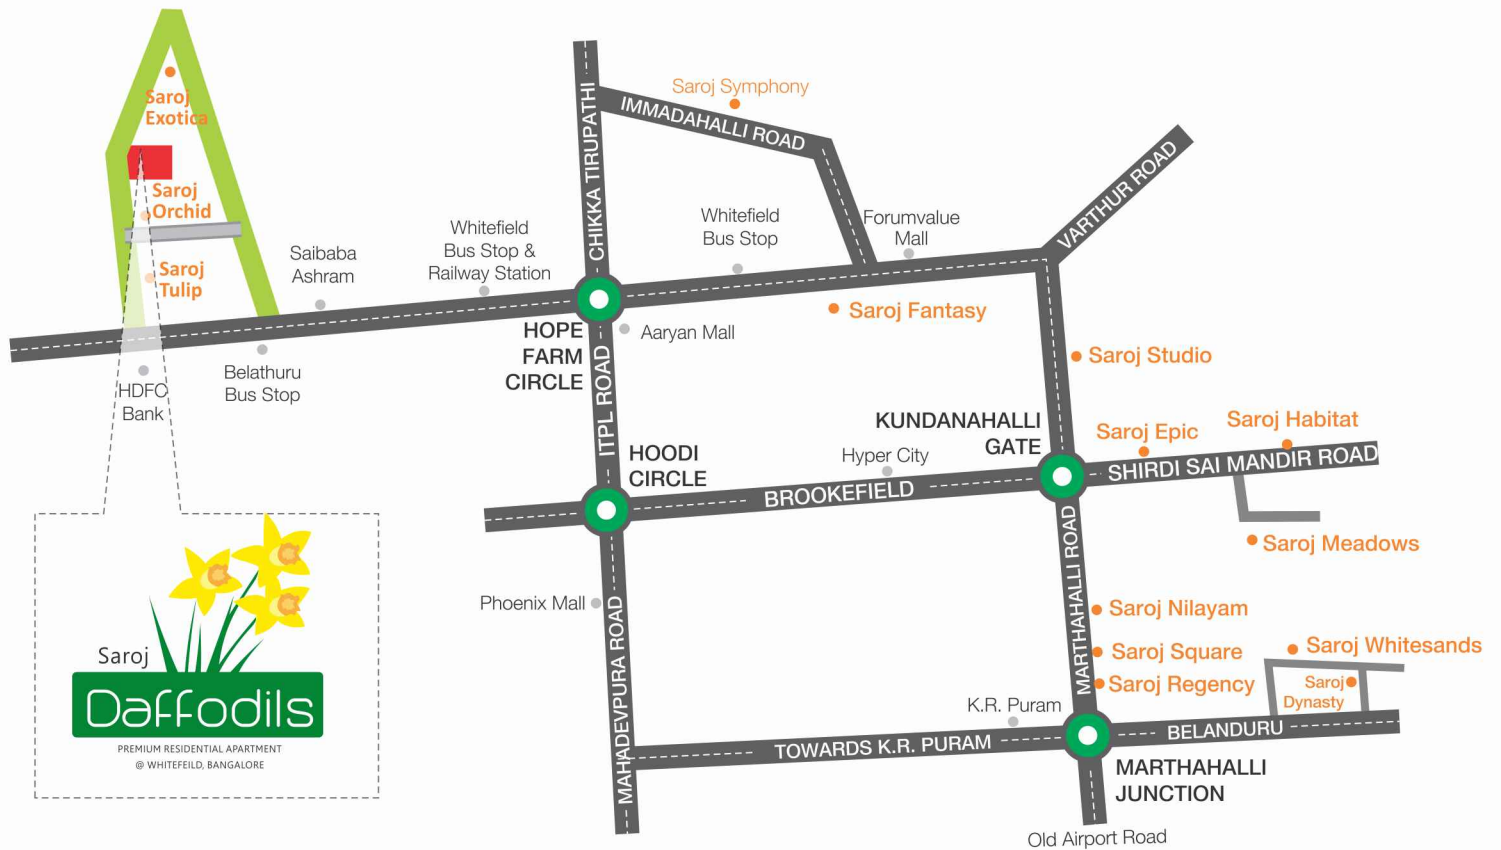 Saroj
Exotica
Saroj
Orchid
Saroj
Tulip
HDFC
Bank
Belathuru
Bus Stop
Saibaba
Ashram
Whitefield
Bus Stop &
Railway Station
CHIKKA TIRUPATHI
Saroj Symphony
IMMADAHALLI ROAD
Whitefield
Bus Stop
Forumvalue
Mall
VARTHUR ROAD
HOPE
FARM
CIRCLE
Aaryan Mall
Saroj Fantasy
Saroj Studio
ITPL ROAD
HOODI
CIRCLE
Hyper City
KUNDANAHALLI
GATE
Saroj Epic
Saroj Habitat
BROOKEFIELD
SHIRDI SAI MANDIR ROAD
Saroj Meadows
Phoenix Mall
MAHADEVPURA ROAD
MARTHAHALLI ROAD
Saroj Nilayam
Saroj Square
Saroj Regency
Saroj Whitesands
Saroj
Dynasty
K.R. Puram
TOWARDS K.R. PURAM
BELANDURU
MARTHAHALLI
JUNCTION
Old Airport Road
Saroj
Daffodils
PREMIUM RESIDENTIAL APARTMENT
@ WHITEFEILD, BANGALORE